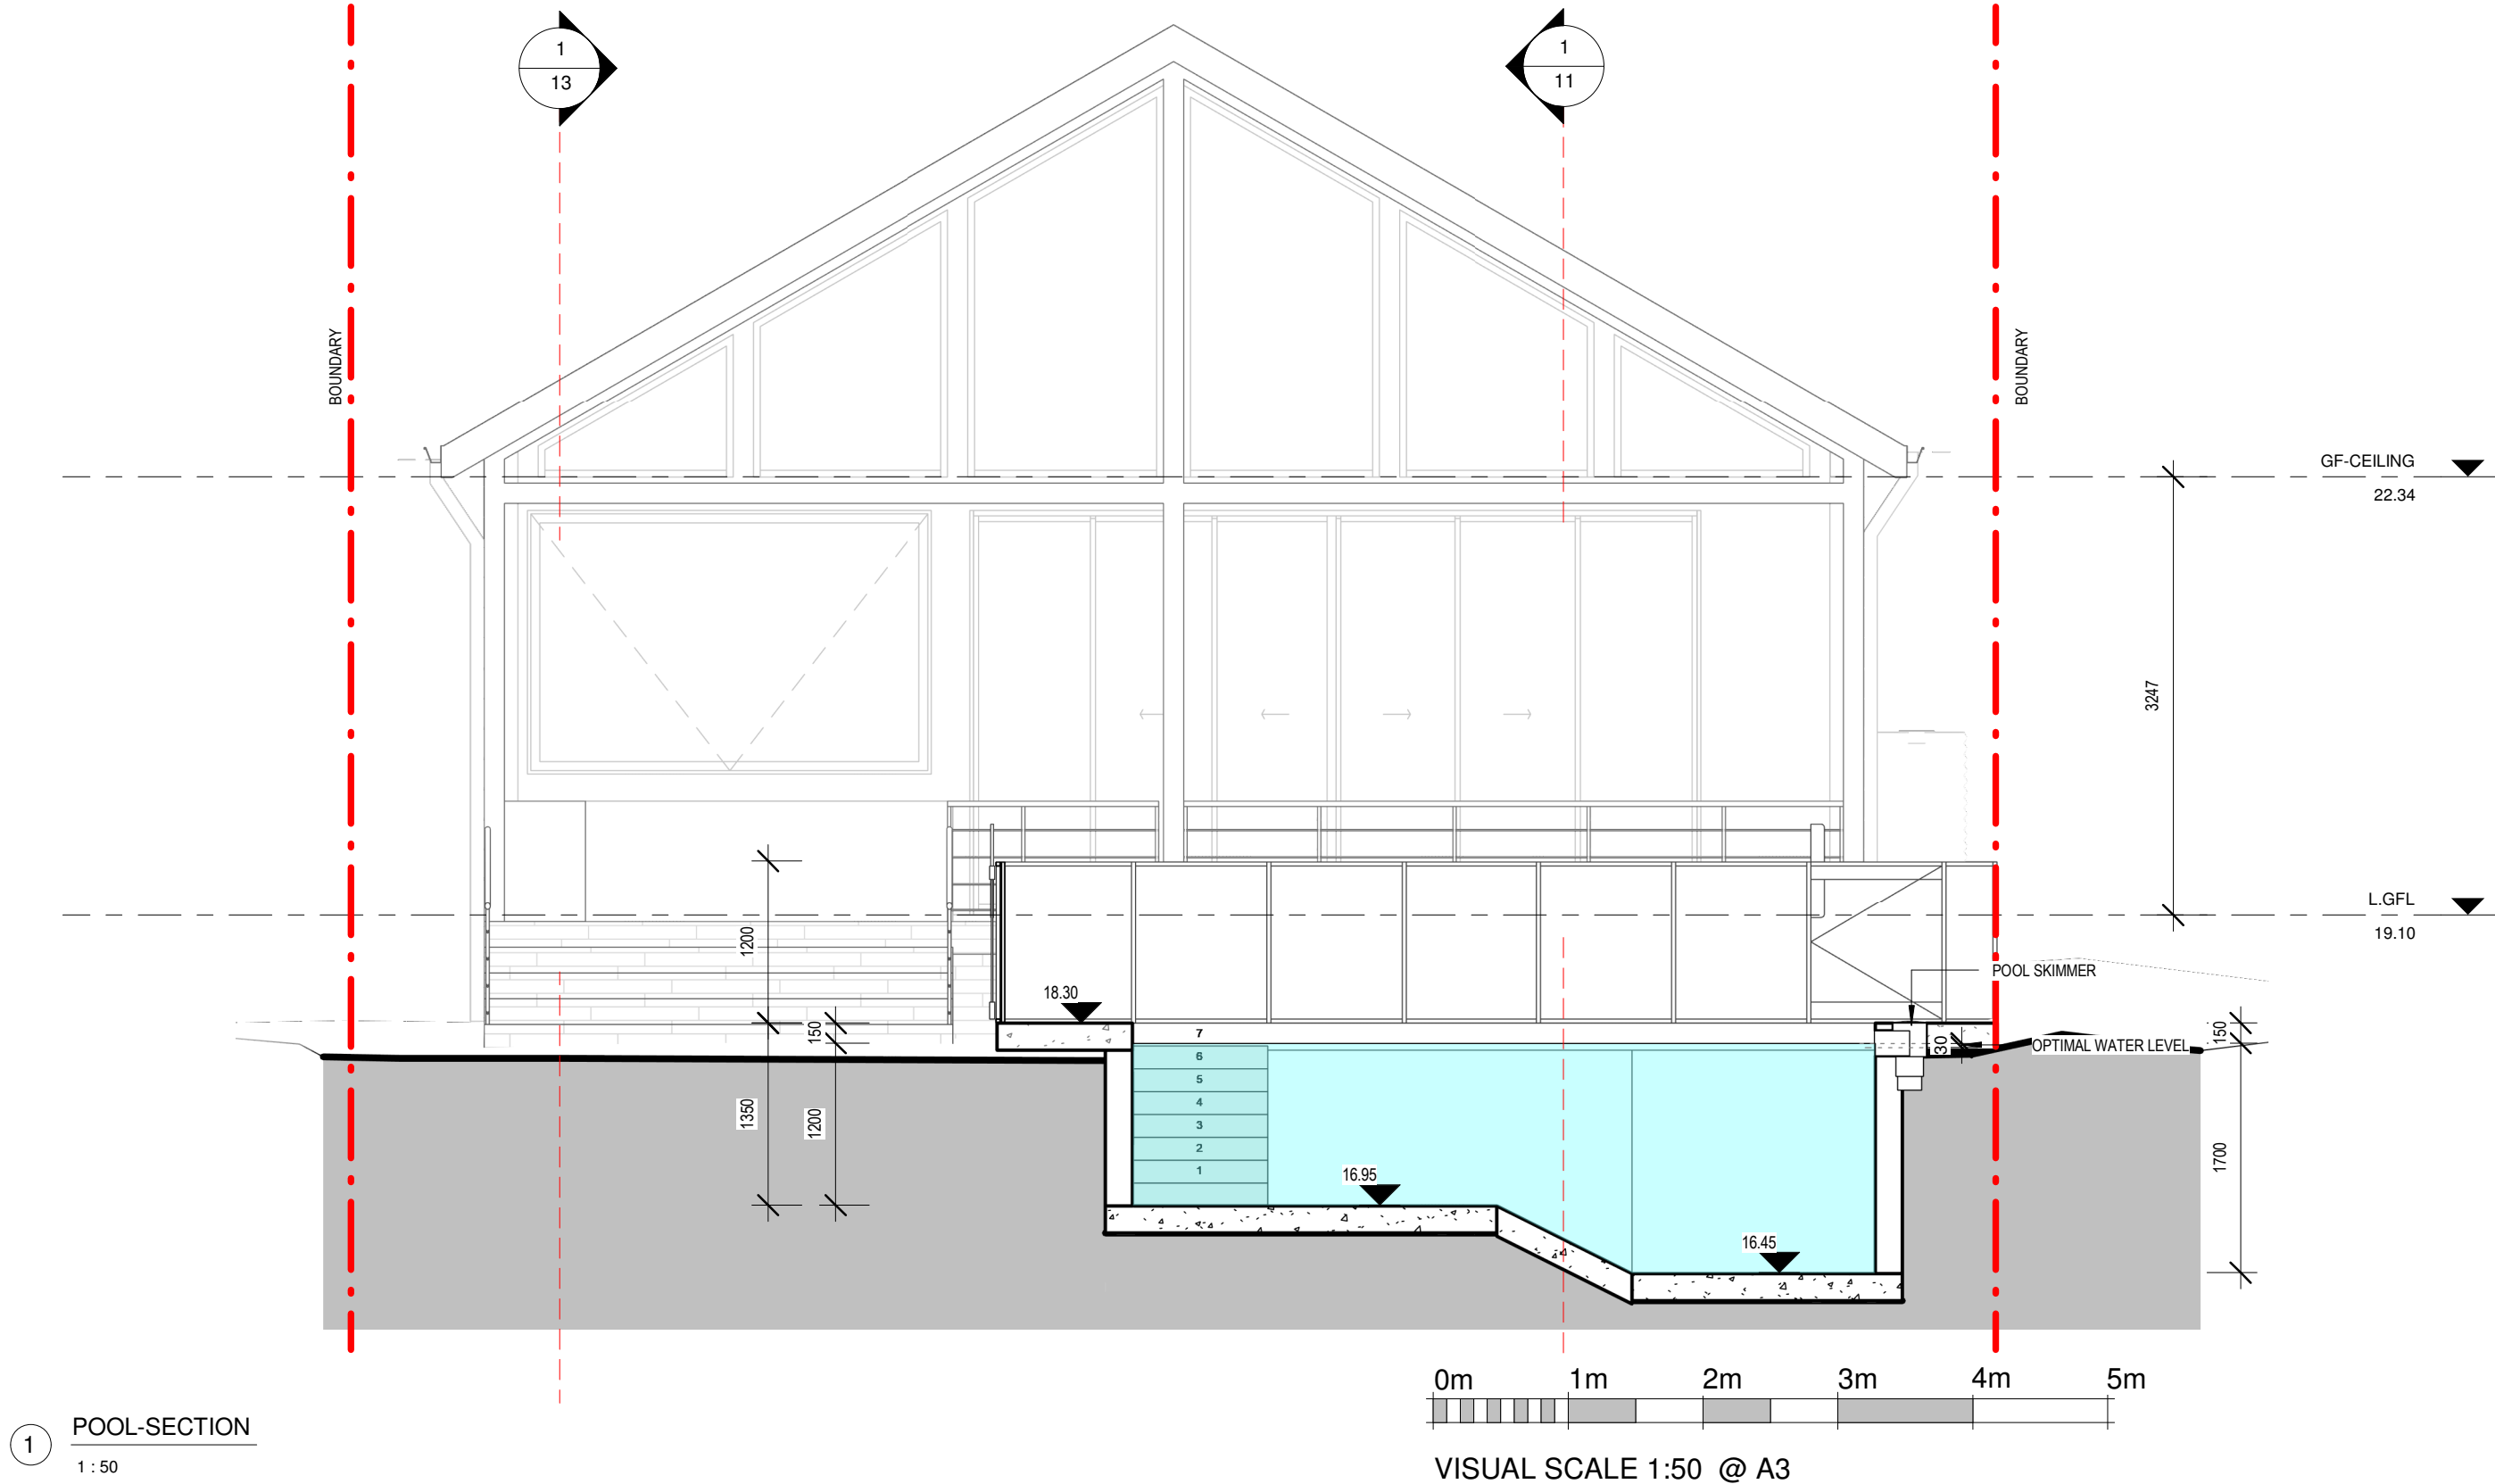 1
13
1
11
BOUNDARY
BOUNDARY
GF-CEILING
22.34
3247
L.GFL
19.10
1200
POOL SKIMMER
18.30
150
7
150
30
OPTIMAL WATER LEVEL
6
5
4
3
2
1
1350
1200
1700
16.95
16.45
0m 1m 2m 3m 4m 5m
1
POOL-SECTION
1 : 50
VISUAL SCALE 1:50 @ A3